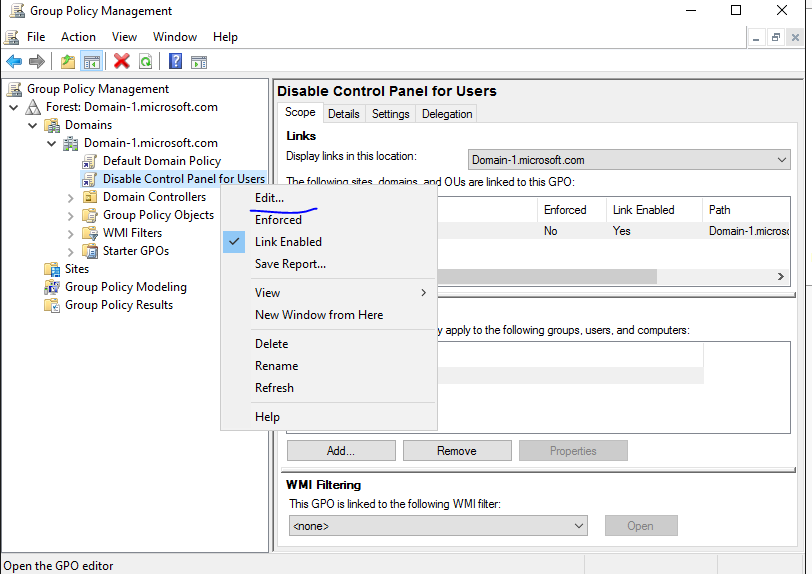 Group Policy Management
File Action View Window Help
Group Policy Management
Forest: Domain-1.microsoft.com
Domains
Domain-1.microsoft.com
Default Domain Policy
Disable Control Panel for Users
Domain Controllers
Group Policy Objects
WMI Filters
Starter GPOs
Sites
Group Policy Modeling
Group Policy Results
Edit...
Enforced
Link Enabled
Save Report...
View
New Window from Here
Delete
Rename
Refresh
Help
Disable Control Panel for Users
Scope Details Settings Delegation
Links
Display links in this location: Domain-1.microsoft.com
The following sites, domains, and OUs are linked to this GPO:
Enforced Link Enabled Path
No Yes Domain-1.micros
apply to the following groups, users, and computers:
Add... Remove Properties
WMI Filtering
This GPO is linked to the following WMI filter:
<none> Open
Open the GPO editor